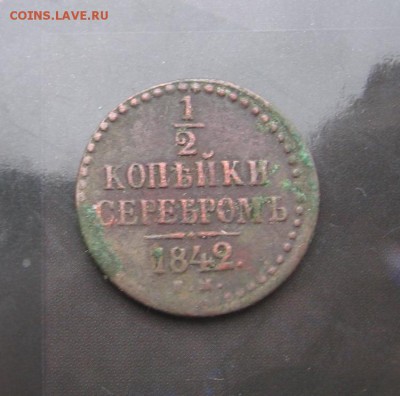 COINS.LAVE.RU
1
2
КОПѢЙКИ
СЕРЕБРОМЪ
1842.